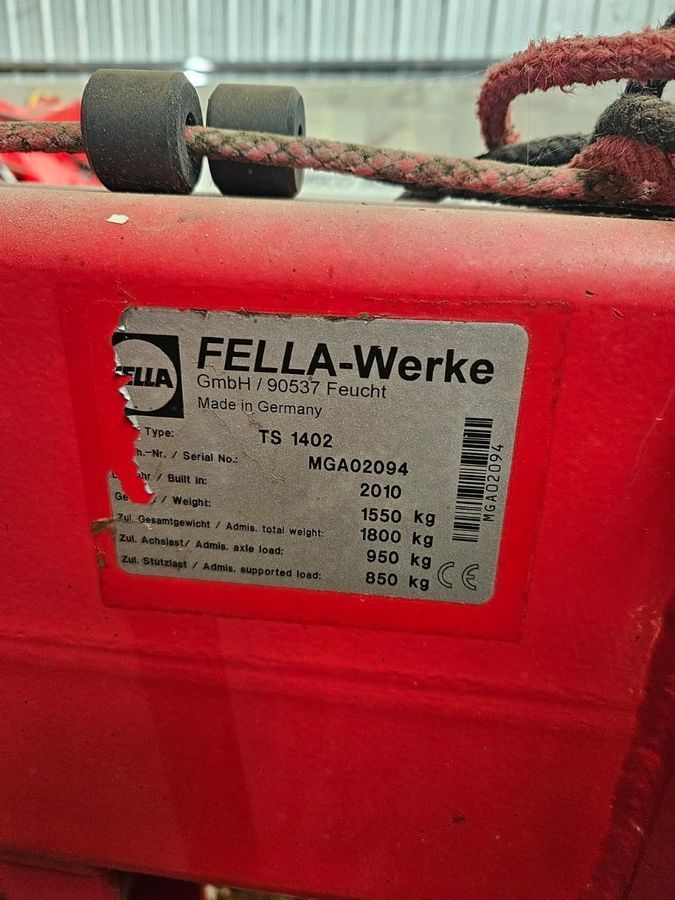 FELLA-Werke
GmbH / 90537 Feucht
Made in Germany
Type: TS 1402
/ Serial No.: MGA02094
/ Built in: 2010
/ Weight: 1550 kg
Zul. Gesamtgewicht / Admis. total weight: 1800 kg
Zul. Achslast/ Admis. axle load: 950 kg
Zul. Stutzlast / Admis. supported load: 850 kg
CE
MGA02094